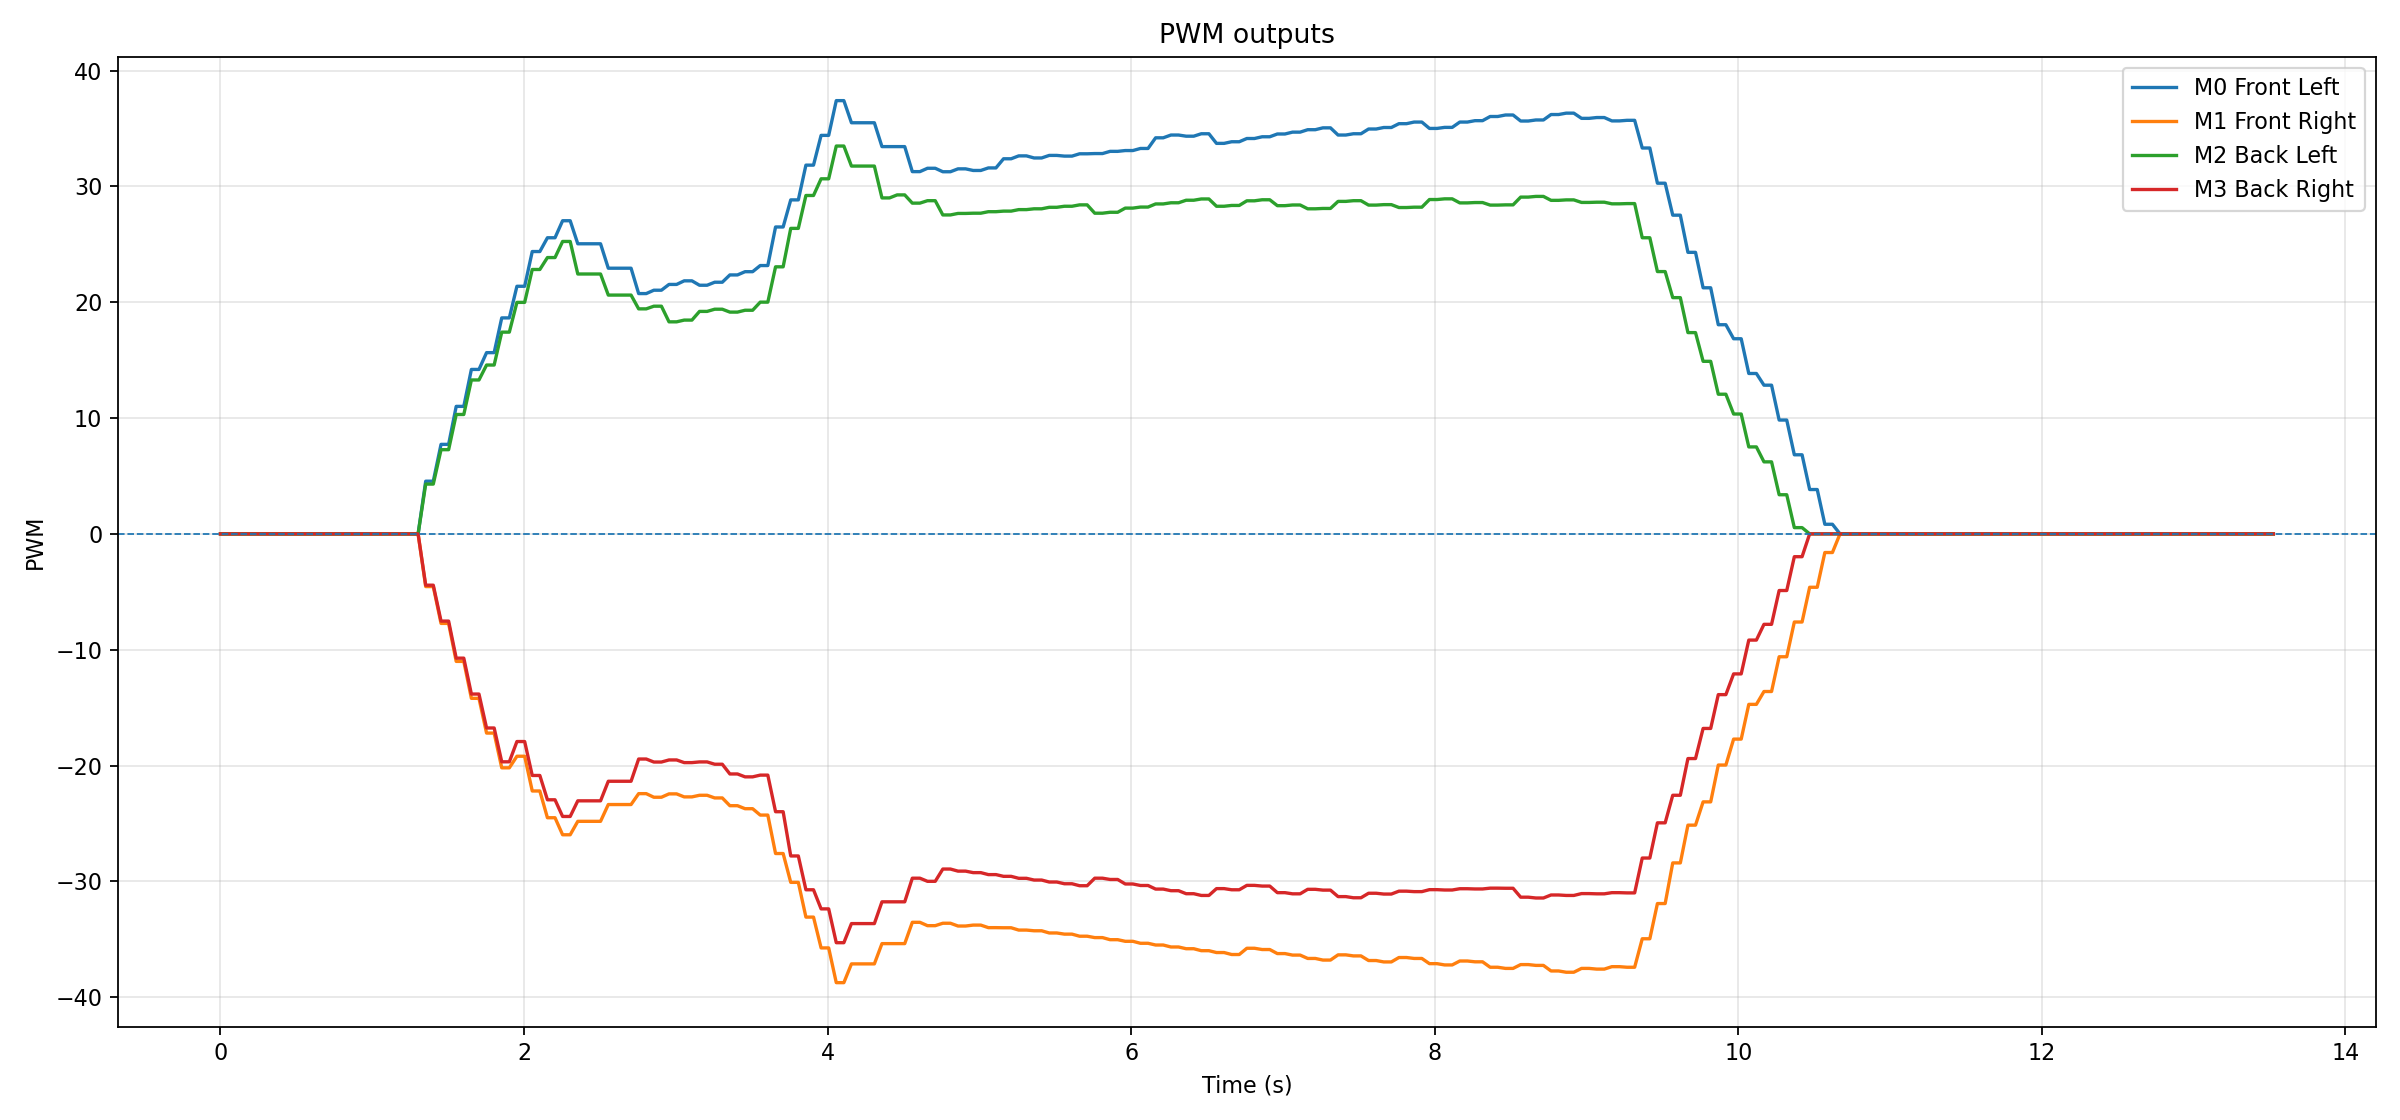 PWM outputs
40
30
20
10
0
−10
−20
−30
−40
PWM
M0 Front Left
M1 Front Right
M2 Back Left
M3 Back Right
0 2 4 6 8 10 12 14
Time (s)